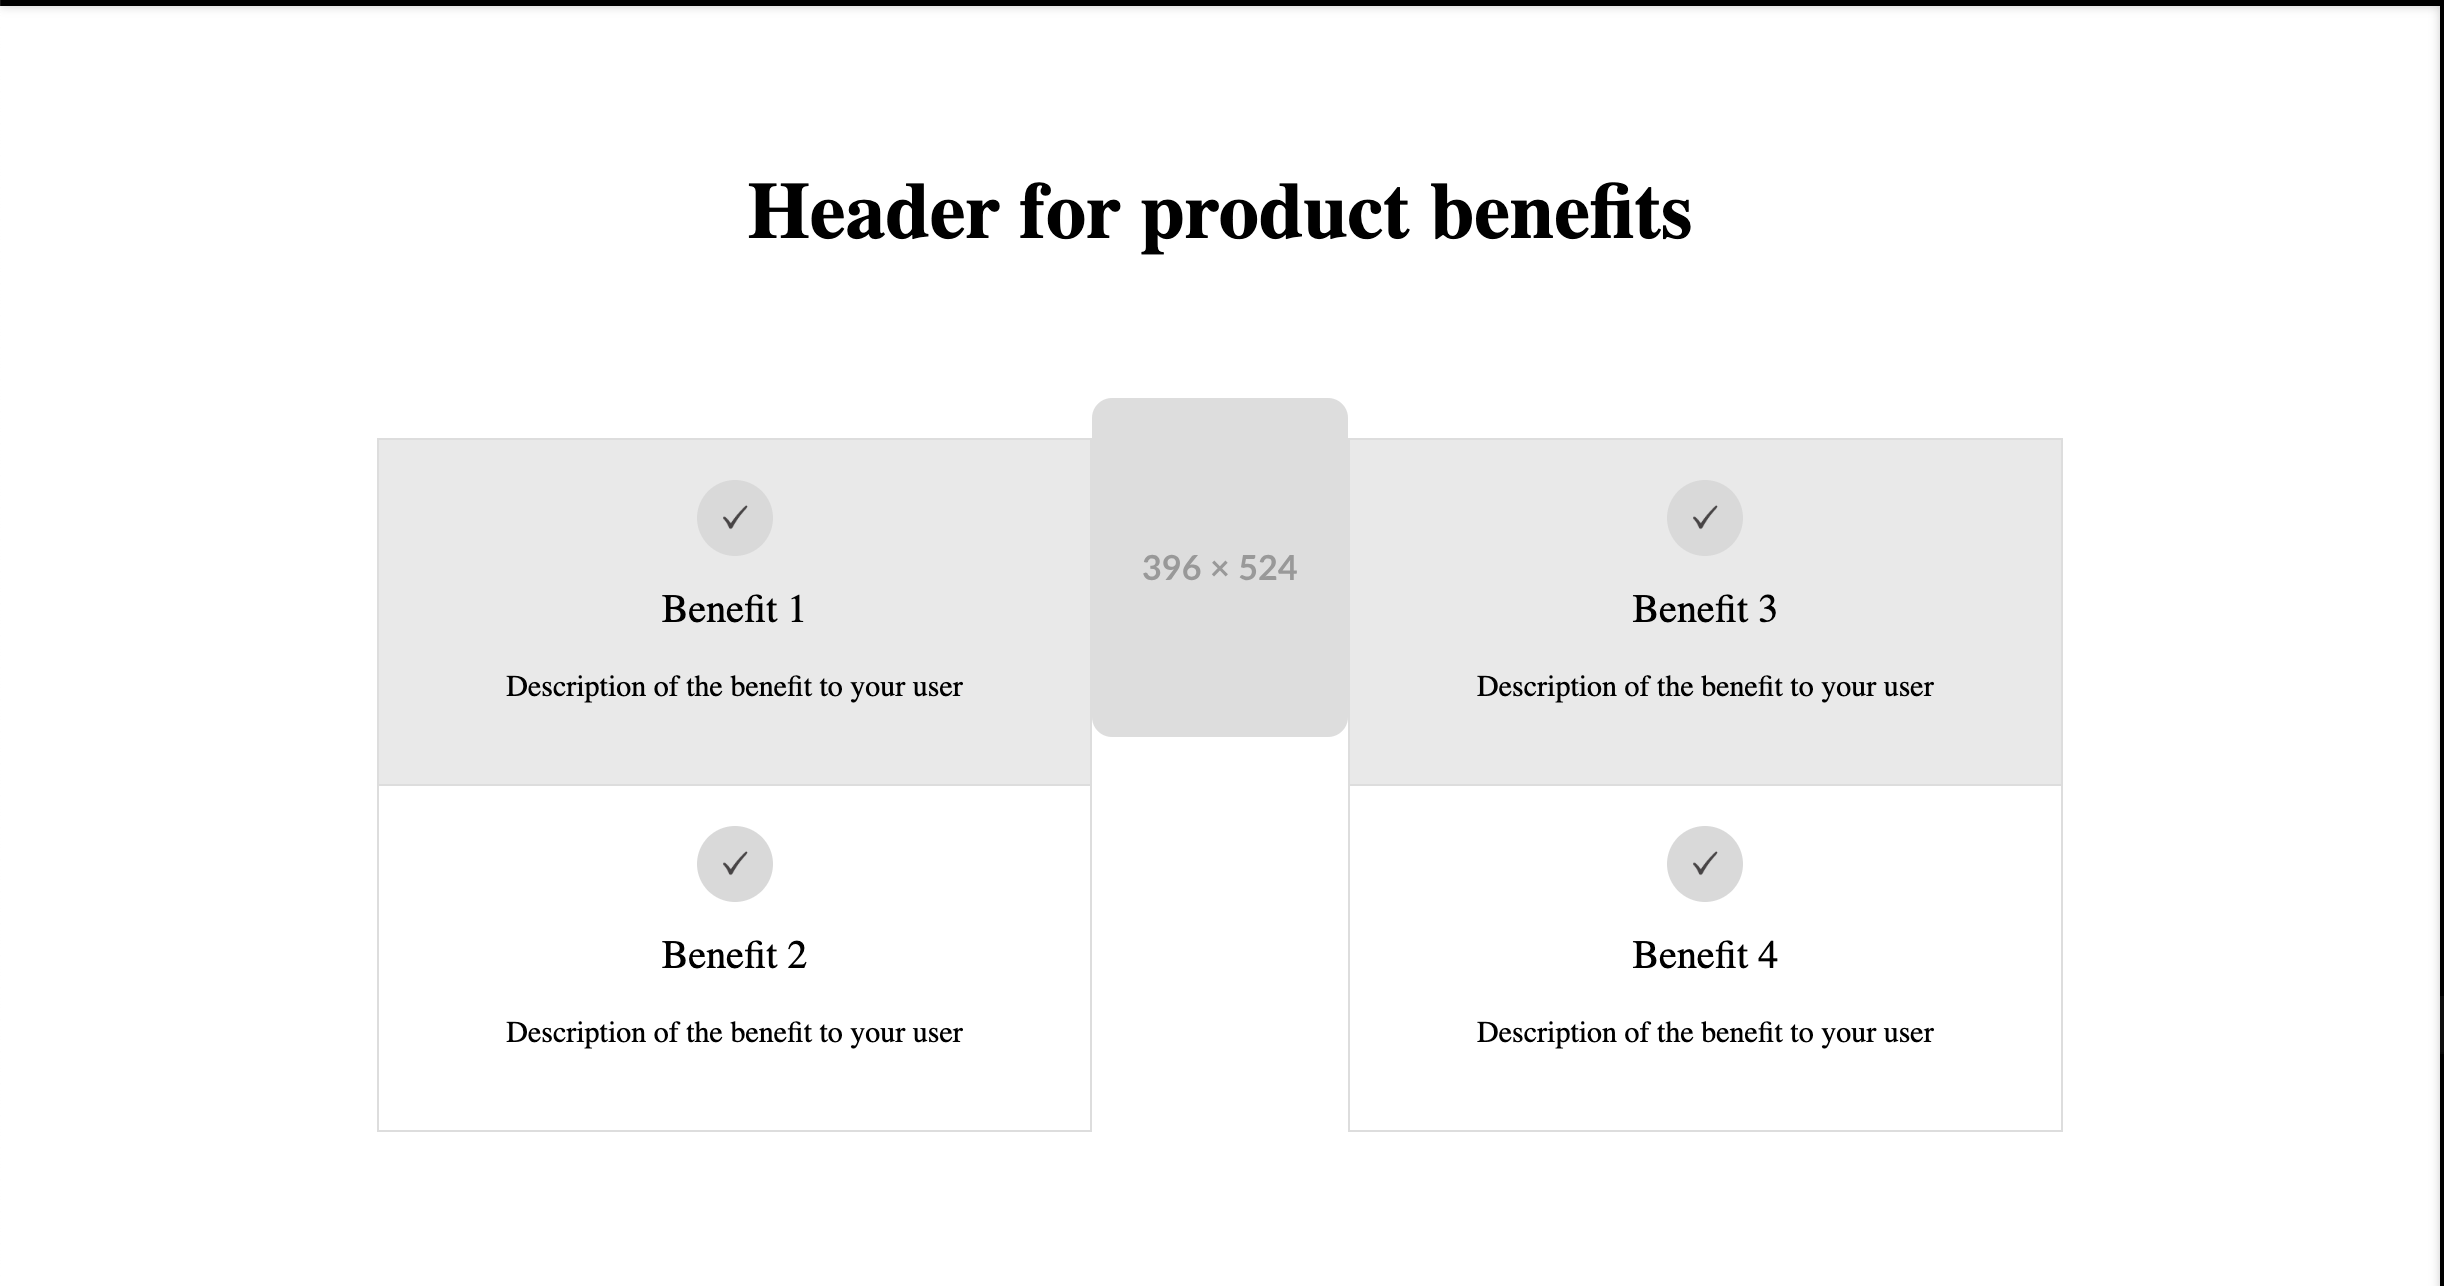 Header for product benefits
✓
Benefit 1
Description of the benefit to your user
✓
Benefit 2
Description of the benefit to your user
396 × 524
✓
Benefit 3
Description of the benefit to your user
✓
Benefit 4
Description of the benefit to your user